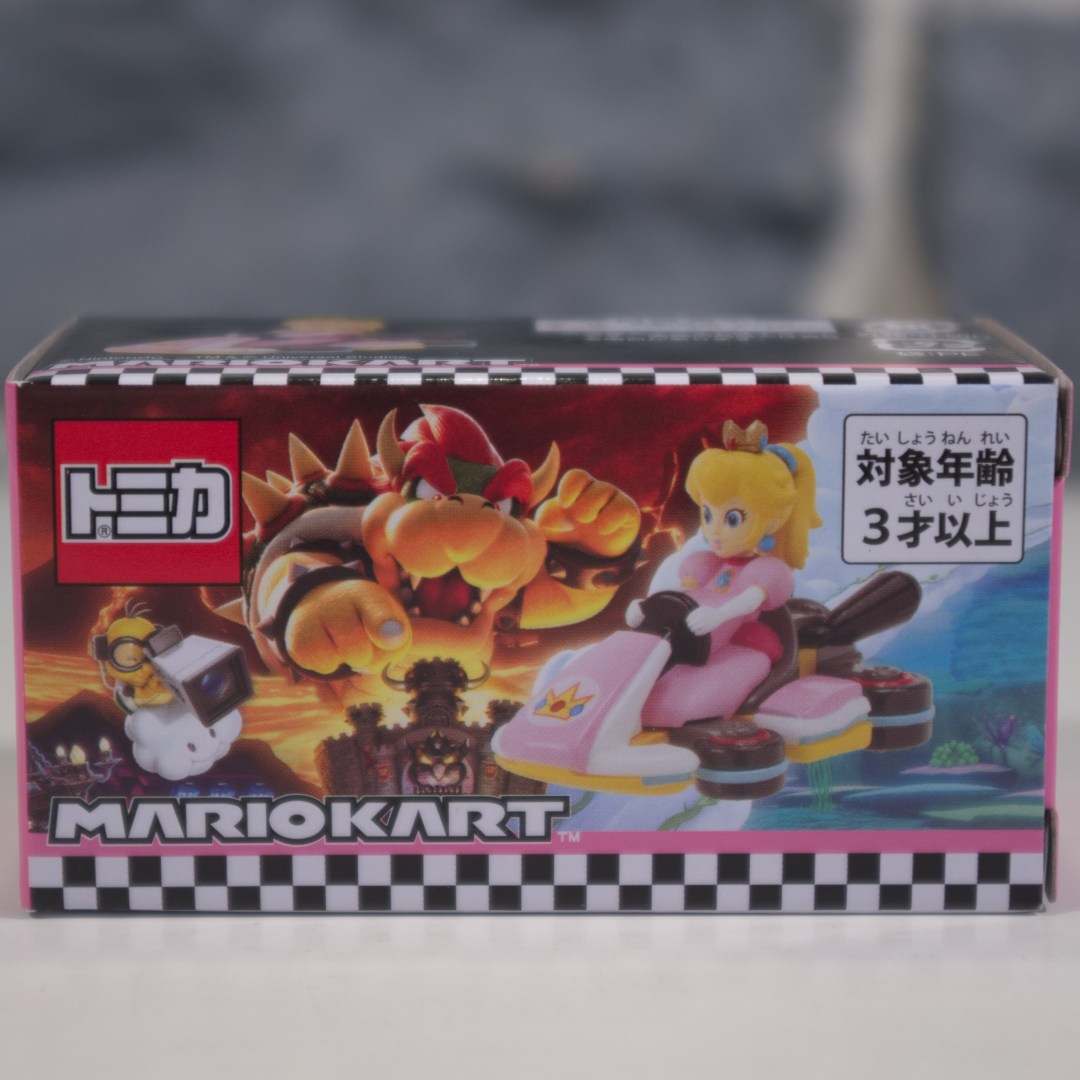 MARIOKART
トミカ
®
たい しょう ねん れい
対象年齢
さい い じょう
3才以上
MARIOKART™